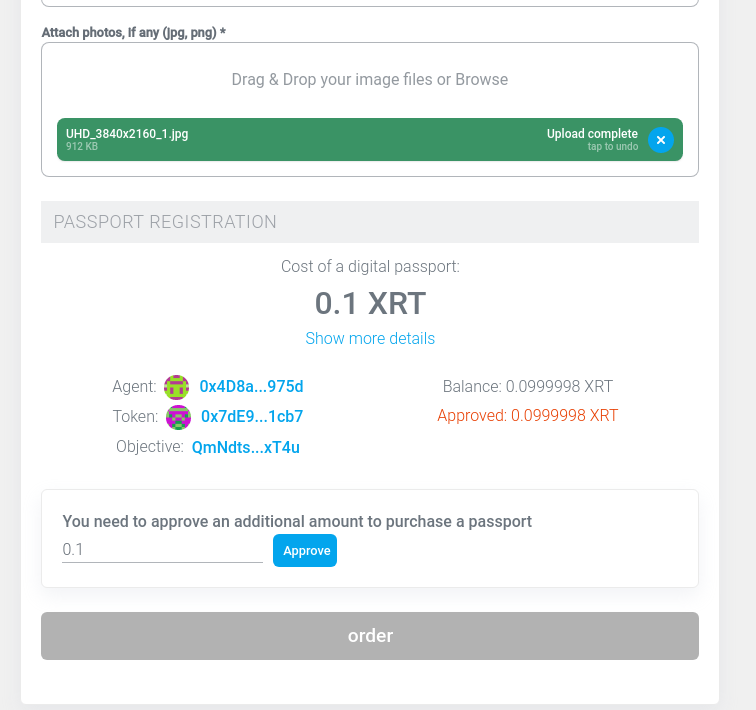 Attach photos, if any (jpg, png) *
Drag & Drop your image files or Browse
UHD_3840x2160_1.jpg
912 KB
Upload complete
tap to undo
PASSPORT REGISTRATION
Cost of a digital passport:
0.1 XRT
Show more details
Agent: 0x4D8a...975d
Token: 0x7dE9...1cb7
Objective: QmNdts...xT4u
Balance: 0.0999998 XRT
Approved: 0.0999998 XRT
You need to approve an additional amount to purchase a passport
0.1
Approve
order